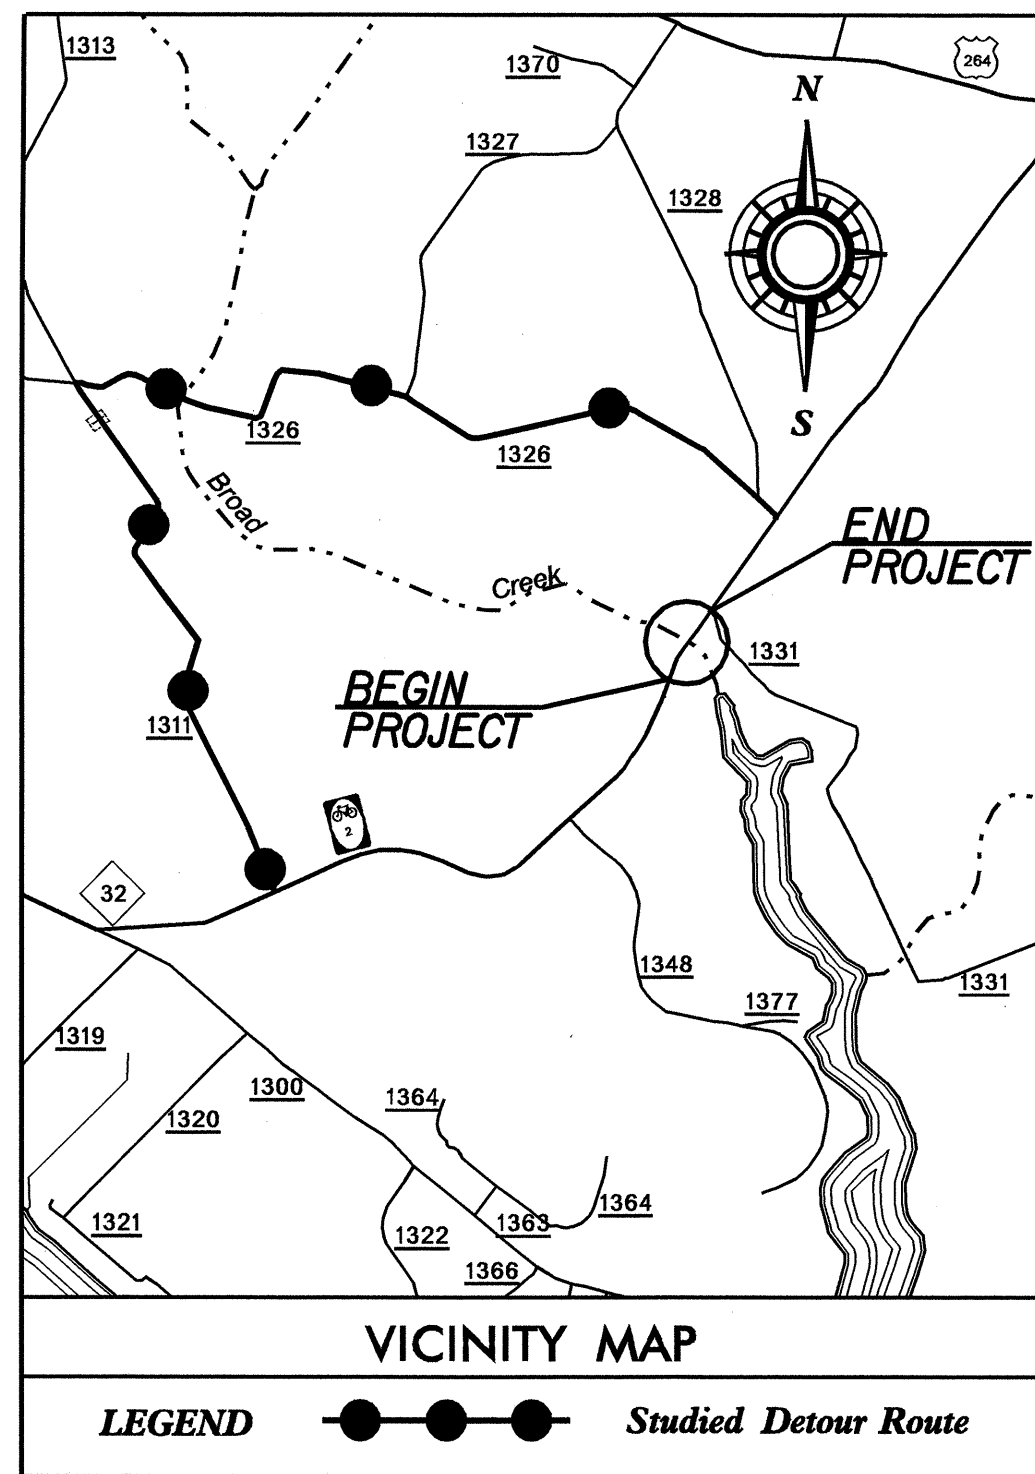 1313
1370
264
N
1327
1328
S
1326
1326
Broad
Creek
END
PROJECT
1331
BEGIN
PROJECT
1311
2
32
1348
1331
1377
1319
1300
1364
1320
1364
1321
1363
1322
1366
VICINITY MAP
LEGEND
Studied Detour Route